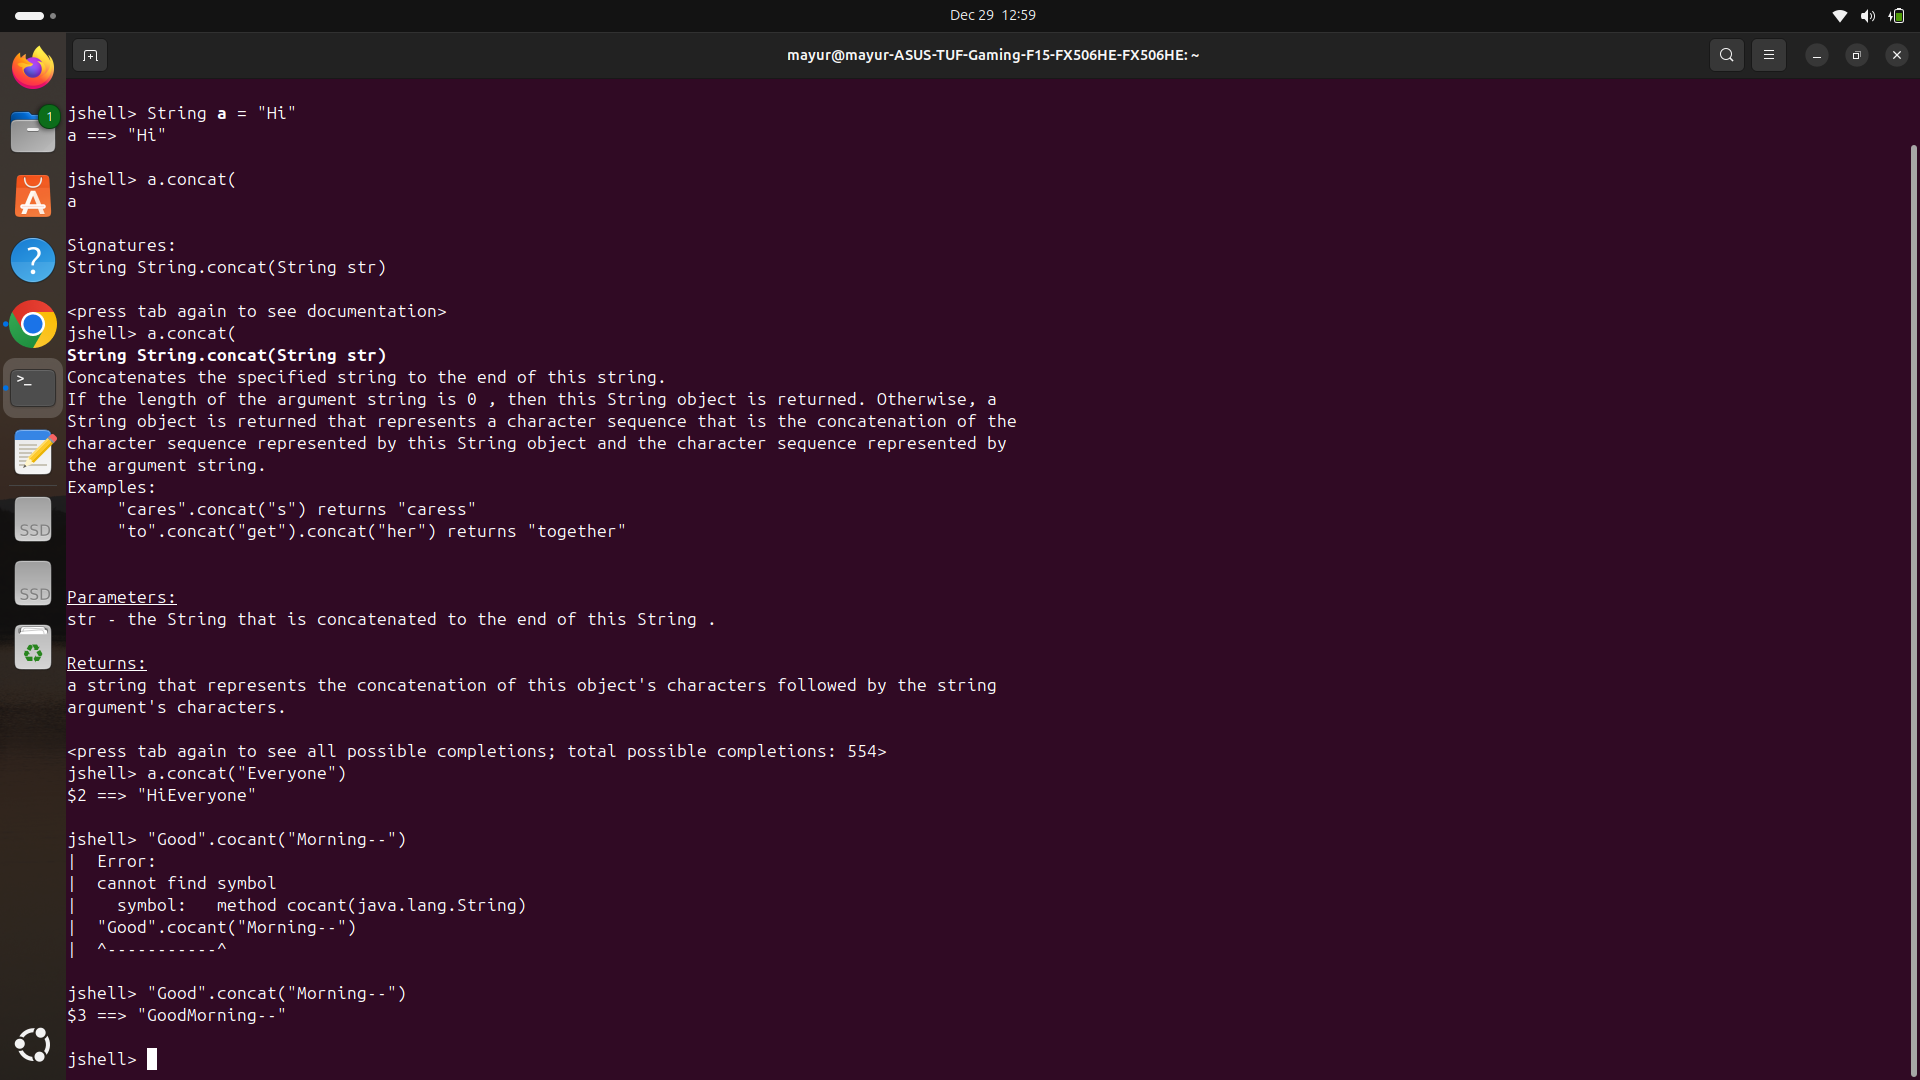 Dec 29 12:59
mayur@mayur-ASUS-TUF-Gaming-F15-FX506HE-FX506HE: ~
1
jshell> String a = "Hi"
a ==> "Hi"
jshell> a.concat(
a
Signatures:
String String.concat(String str)
<press tab again to see documentation>
jshell> a.concat(
String String.concat(String str)
Concatenates the specified string to the end of this string.
If the length of the argument string is 0 , then this String object is returned. Otherwise, a
String object is returned that represents a character sequence that is the concatenation of the
character sequence represented by this String object and the character sequence represented by
the argument string.
Examples:
     "cares".concat("s") returns "caress"
     "to".concat("get").concat("her") returns "together"
Parameters:
str - the String that is concatenated to the end of this String .
Returns:
a string that represents the concatenation of this object's characters followed by the string
argument's characters.
<press tab again to see all possible completions; total possible completions: 554>
jshell> a.concat("Everyone")
$2 ==> "HiEveryone"
jshell> "Good".cocant("Morning--")
|  Error:
|  cannot find symbol
|    symbol:   method cocant(java.lang.String)
|  "Good".cocant("Morning--")
|  ^-----------^
jshell> "Good".concat("Morning--")
$3 ==> "GoodMorning--"
jshell>
SSD
SSD